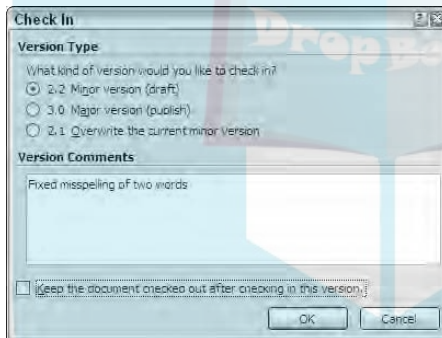 Check In
Version Type
What kind of version would you like to check in?
2.2 Minor version (draft)
3.0 Major version (publish)
2.1 Overwrite the current minor version
Version Comments
Fixed misspelling of two words
Keep the document checked out after checking in this version.
OK Cancel